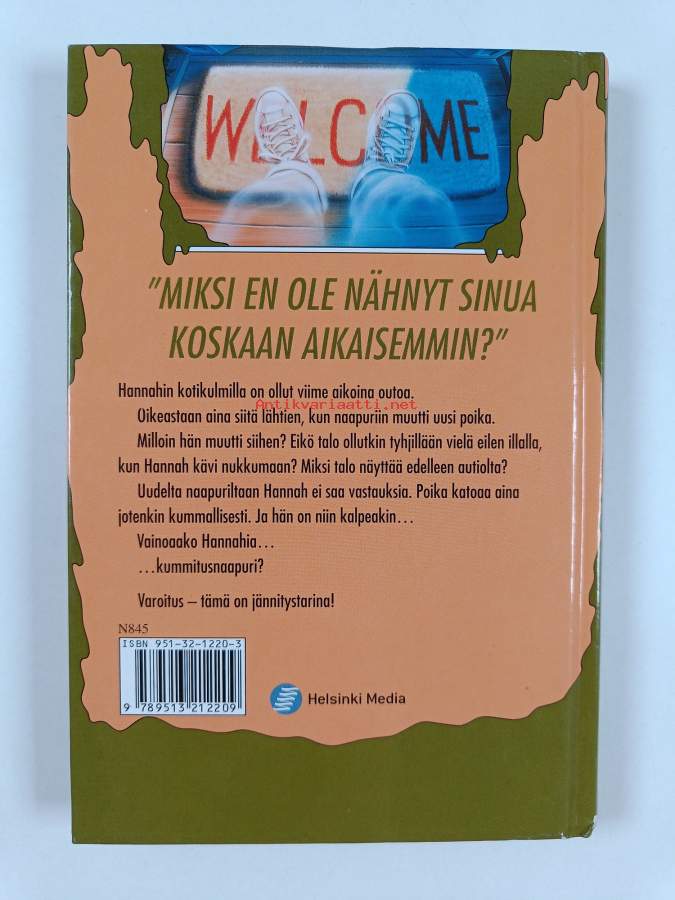 WELCOME
”MIKSI EN OLE NÄHNYT SINUA
KOSKAAN AIKAISEMMIN?”
Hannahin kotikulmilla on ollut viime aikoina outoa.
Antikvariaatti.net
Oikeastaan aina siitä lähtien, kun naapuriin muutti uusi poika.
Milloin hän muutti siihen? Eikö talo ollutkin tyhjillään vielä eilen illalla,
kun Hannah kävi nukkumaan? Miksi talo näyttää edelleen autiolta?
Uudelta naapuriltaan Hannah ei saa vastauksia. Poika katoaa aina
jotenkin kummallisesti. Ja hän on niin kalpeakin…
Vainoaako Hannahia…
…kummitusnaapuri?
Varoitus – tämä on jännitystarina!
N845
ISBN 951-32-1220-3
9 789513 212209
Helsinki Media